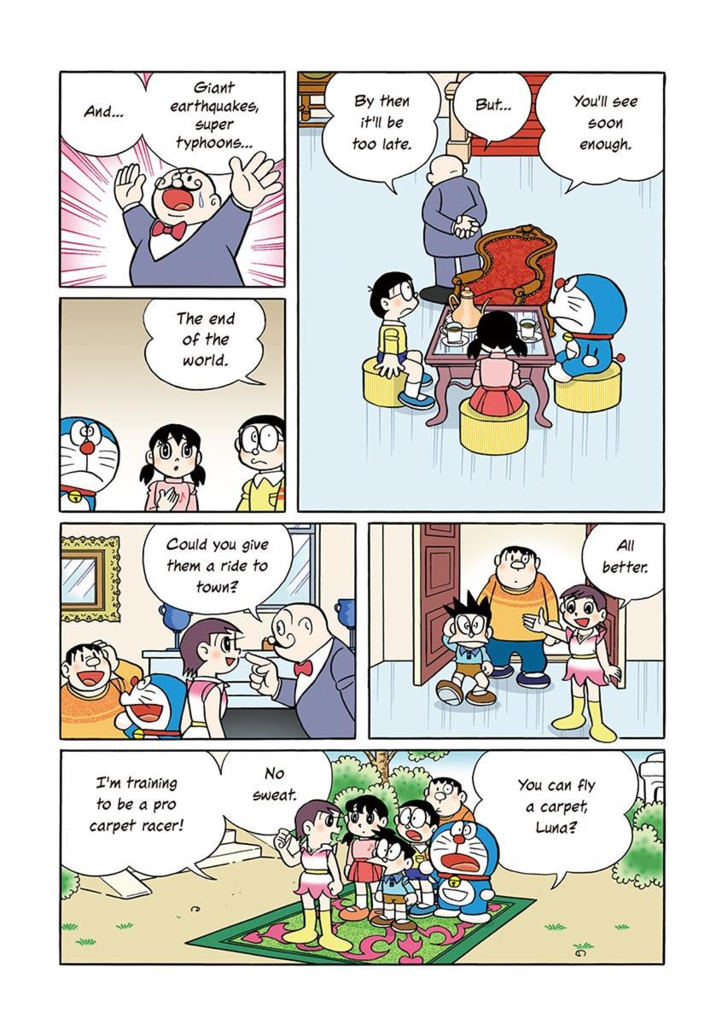 You'll see
soon
enough.
But...
By then
it'll be
too late.
Giant
earthquakes,
super
typhoons...
And...
The end
of the
world.
All
better.
Could you give
them a ride to
town?
You can fly
a carpet,
Luna?
No
sweat.
I'm training
to be a pro
carpet racer!